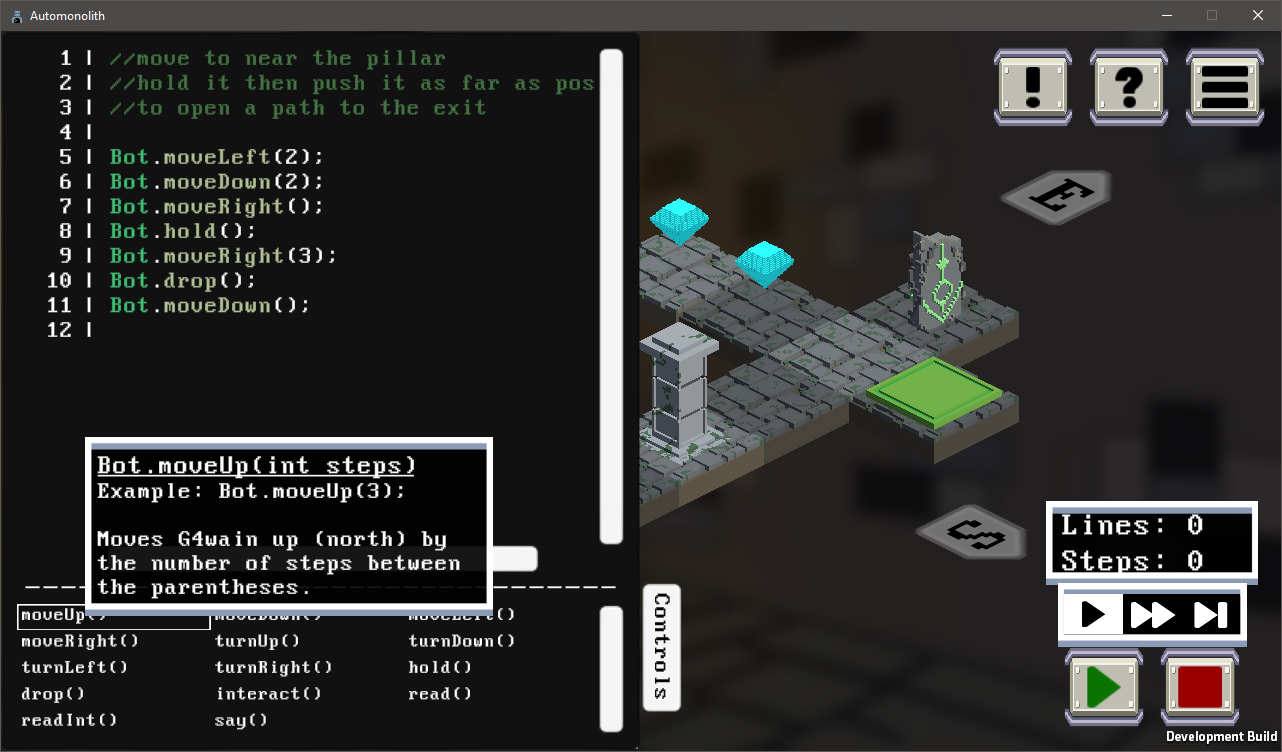 Automonolith
1 | //move to near the pillar
2 | //hold it then push it as far as pos
3 | //to open a path to the exit
4 |
5 | Bot.moveLeft(2);
6 | Bot.moveDown(2);
7 | Bot.moveRight();
8 | Bot.hold();
9 | Bot.moveRight(3);
10 | Bot.drop();
11 | Bot.moveDown();
12 |
! ?
E
S
Bot.moveUp(int steps)
Example: Bot.moveUp(3);
Moves G4wain up (north) by
the number of steps between
the parentheses.
moveUp() moveDown() moveLeft()
moveRight() turnUp() turnDown()
turnLeft() turnRight() hold()
drop() interact() read()
readInt() say()
Controls
Lines: 0
Steps: 0
Development Build